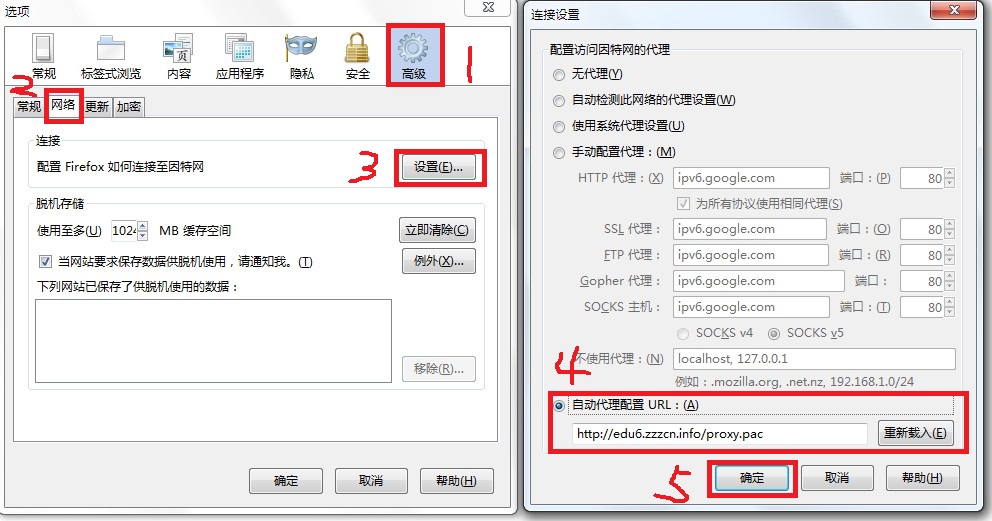 选项
常规 标签式浏览 内容 应用程序 隐私 安全 高级
1
2
常规 网络 更新 加密
连接
配置 Firefox 如何连接至因特网
3
设置(E)...
脱机存储
使用至多(U) 1024 MB 缓存空间
立即清除(C)
当网站要求保存数据供脱机使用，请通知我。(T)
例外(X)...
下列网站已保存了供脱机使用的数据：
移除(R)...
确定 取消 帮助(H)
连接设置
配置访问因特网的代理
无代理(Y)
自动检测此网络的代理设置(W)
使用系统代理设置(U)
手动配置代理：(M)
HTTP 代理：(X) ipv6.google.com 端口：(P) 80
为所有协议使用相同代理(S)
SSL 代理： ipv6.google.com 端口：(O) 80
FTP 代理： ipv6.google.com 端口：(R) 80
Gopher 代理： ipv6.google.com 端口： 80
SOCKS 主机： ipv6.google.com 端口：(T) 80
SOCKS v4 SOCKS v5
不使用代理：(N) localhost, 127.0.0.1
4
例如：.mozilla.org, .net.nz, 192.168.1.0/24
自动代理配置 URL：(A)
http://edu6.zzzcn.info/proxy.pac 重新载入(E)
5
确定 取消 帮助(H)